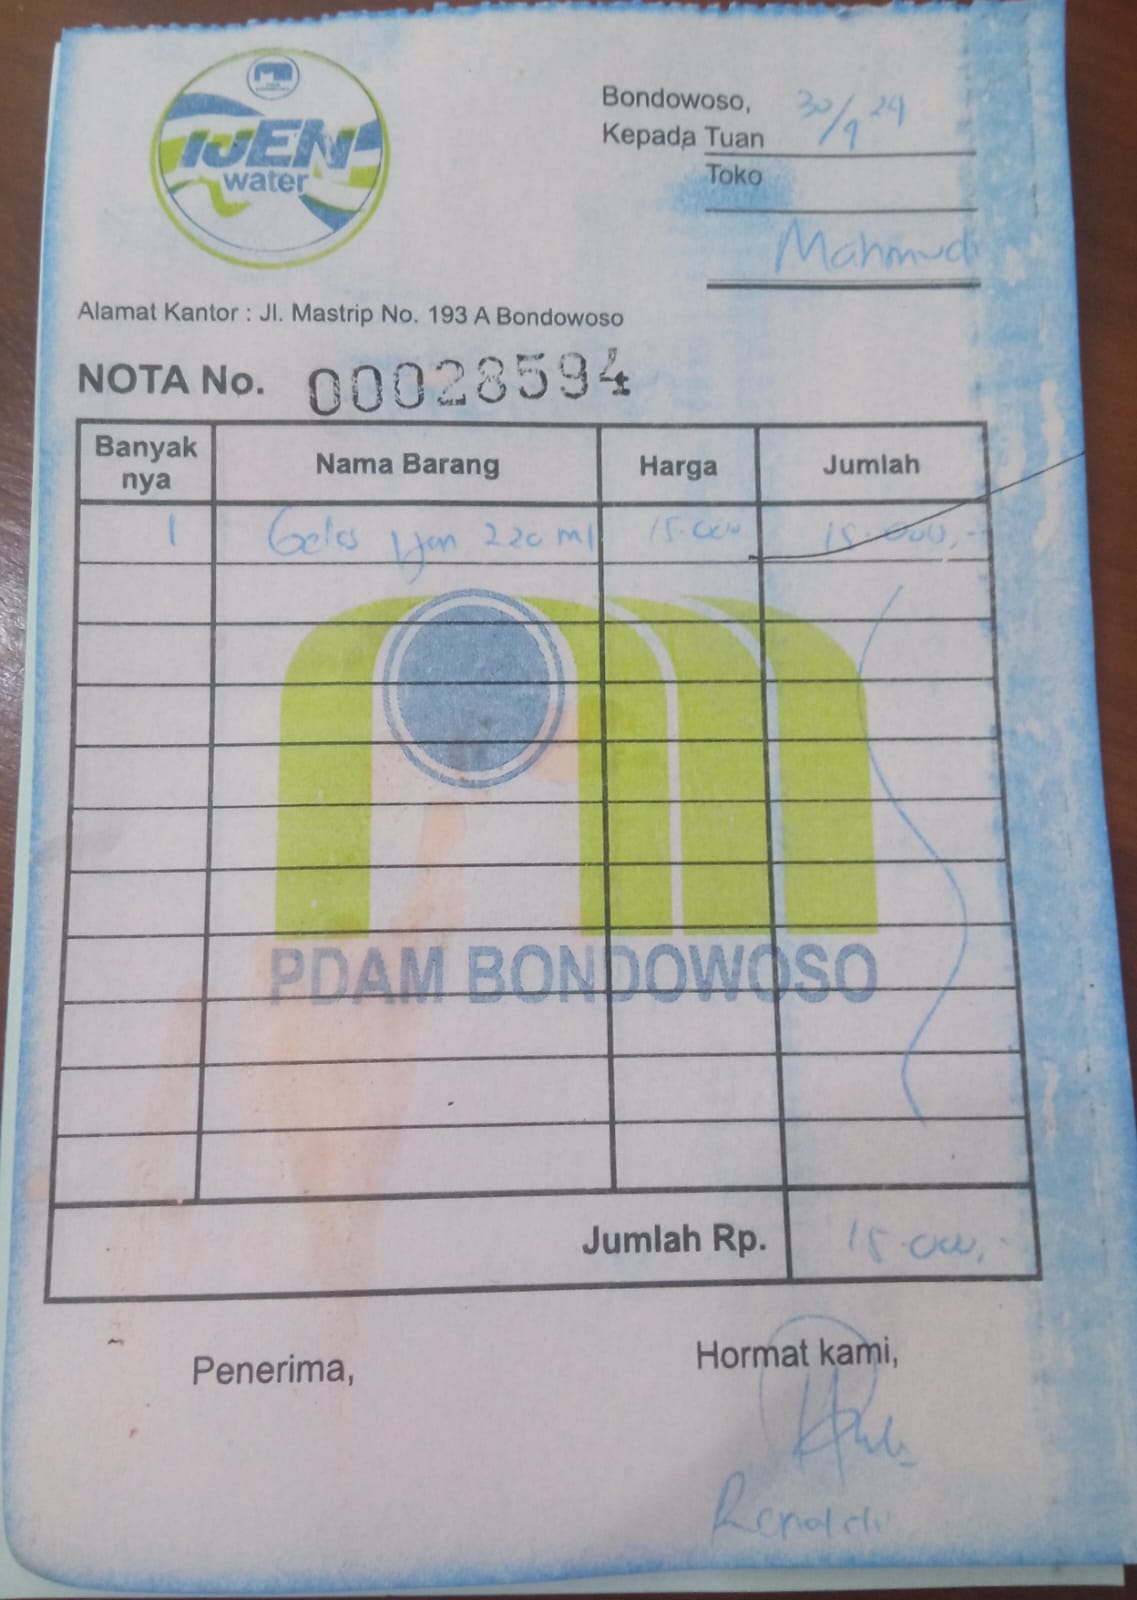 IJEN
water
Bondowoso, 30/9 24
Kepada Tuan
Toko
Mahmudi
Alamat Kantor : Jl. Mastrip No. 193 A Bondowoso
NOTA No. 00028594
Banyak nya Nama Barang Harga Jumlah
1 Gelas Ijen 220 ml 15.000 15.000,-
PDAM BONDOWOSO
Jumlah Rp. 15.000,-
Penerima, Hormat kami,
Renaldi